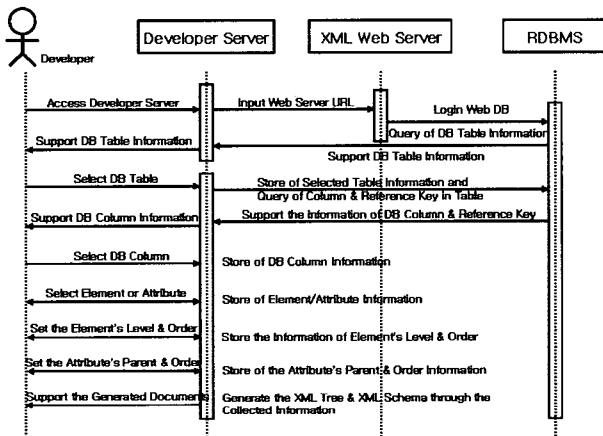 Developer Server
XML Web Server
RDBMS
Developer
Access Developer Server
Input Web Server URL
Login Web DB
Query of DB Table Information
Support DB Table Information
Support DB Table Information
Select DB Table
Store of Selected Table Information and
Query of Column & Reference Key in Table
Support DB Column Information
Support the Information of DB Column & Reference Key
Select DB Column
Store of DB Column Information
Select Element or Attribute
Store of Element/Attribute Information
Set the Element's Level & Order
Store the Information of Element's Level & Order
Set the Attribute's Parent & Order
Store of the Attribute's Parent & Order Information
Support the Generated Documents
Generate the XML Tree & XML Schema through the
Collected Information